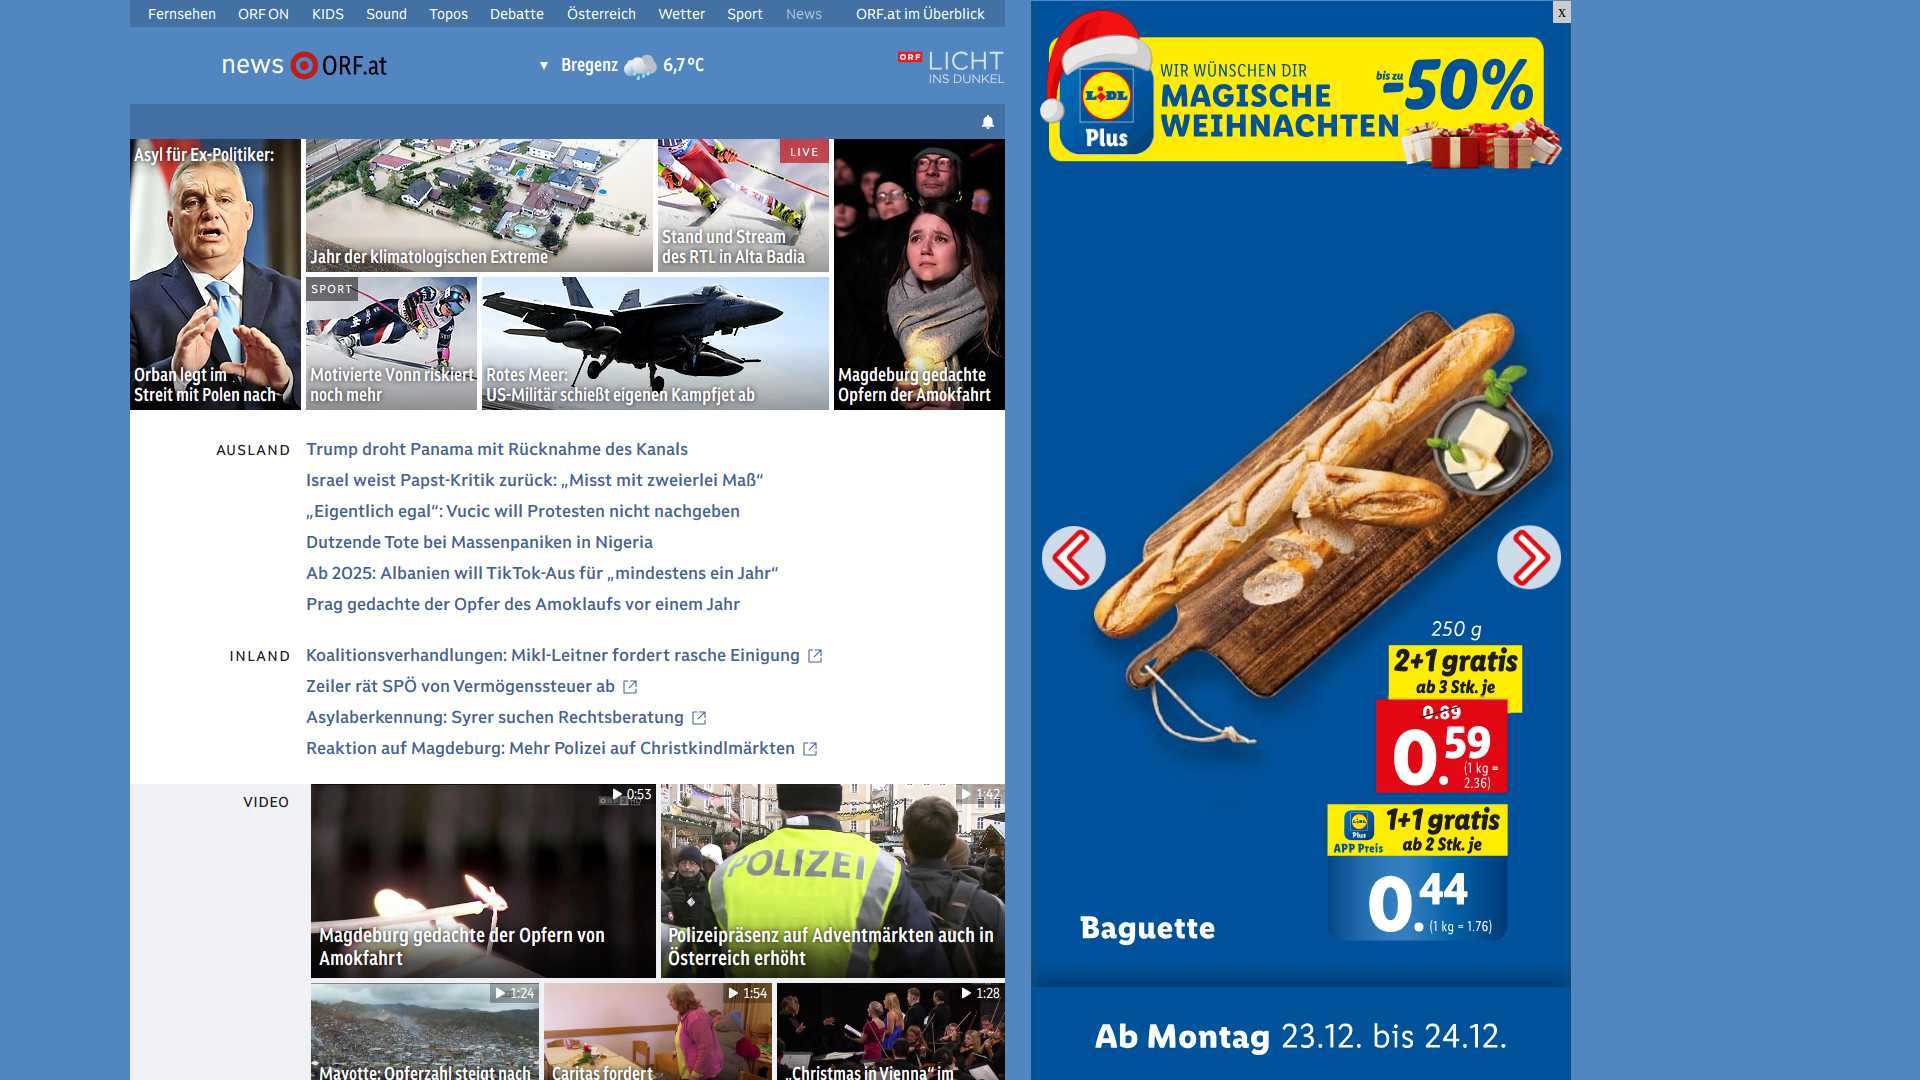 Fernsehen ORF ON KIDS Sound Topos Debatte Österreich Wetter Sport News ORF.at im Überblick
news ORF.at
▼ Bregenz 6,7 °C
ORF LICHT
INS DUNKEL
Asyl für Ex-Politiker:
Orban legt im
Streit mit Polen nach
Jahr der klimatologischen Extreme
LIVE
Stand und Stream
des RTL in Alta Badia
SPORT
Motivierte Vonn riskiert
noch mehr
Rotes Meer:
US-Militär schießt eigenen Kampfjet ab
Magdeburg gedachte
Opfern der Amokfahrt
AUSLAND
Trump droht Panama mit Rücknahme des Kanals
Israel weist Papst-Kritik zurück: „Misst mit zweierlei Maß“
„Eigentlich egal“: Vucic will Protesten nicht nachgeben
Dutzende Tote bei Massenpaniken in Nigeria
Ab 2025: Albanien will TikTok-Aus für „mindestens ein Jahr“
Prag gedachte der Opfer des Amoklaufs vor einem Jahr
INLAND
Koalitionsverhandlungen: Mikl-Leitner fordert rasche Einigung
Zeiler rät SPÖ von Vermögenssteuer ab
Asylaberkennung: Syrer suchen Rechtsberatung
Reaktion auf Magdeburg: Mehr Polizei auf Christkindlmärkten
VIDEO
0:53
Magdeburg gedachte der Opfern von
Amokfahrt
1:42
POLIZEI
Polizeipräsenz auf Adventmärkten auch in
Österreich erhöht
1:24
Mayotte: Opferzahl steigt nach
1:54
Caritas fordert
1:28
„Christmas in Vienna“ im
x
LIDL
Plus
WIR WÜNSCHEN DIR
MAGISCHE
WEIHNACHTEN
bis zu
-50%
250 g
2+1 gratis
ab 3 Stk. je
0.89
0.59
(1 kg =
2.36)
LIDL
Plus
APP Preis
1+1 gratis
ab 2 Stk. je
0.44
(1 kg = 1.76)
Baguette
Ab Montag 23.12. bis 24.12.